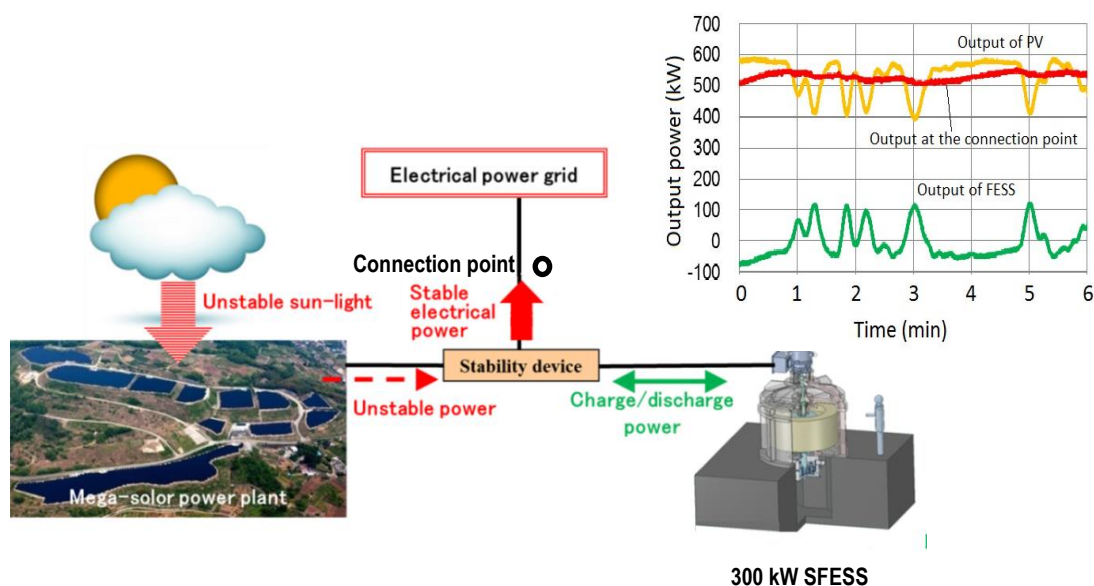 700
600
500
400
300
200
100
0
-100
Output power (kW)
Output of PV
Output at the connection point
Output of FESS
0 1 2 3 4 5 6
Time (min)
Electrical power grid
Connection point
Unstable sun-light
Stable
electrical
power
Stability device
Unstable power
Charge/discharge
power
Mega-solor power plant
300 kW SFESS